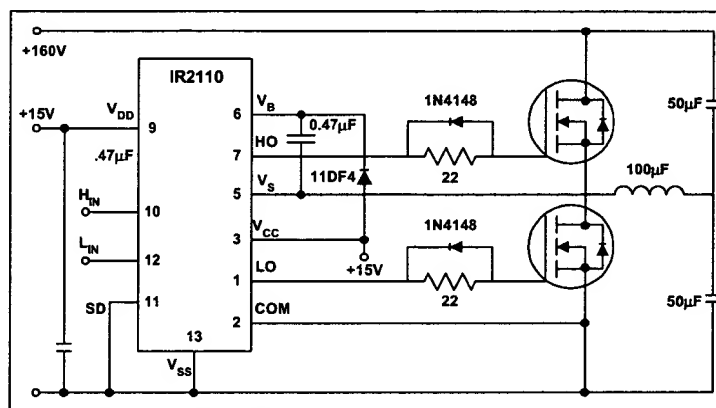 +160V
IR2110
+15V
V_DD
9
.47µF
H_IN
10
L_IN
12
SD
11
13
V_SS
V_B
6
0.47µF
HO
7
11DF4
V_S
5
V_CC
3
+15V
LO
1
COM
2
1N4148
22
1N4148
22
50µF
100µF
50µF